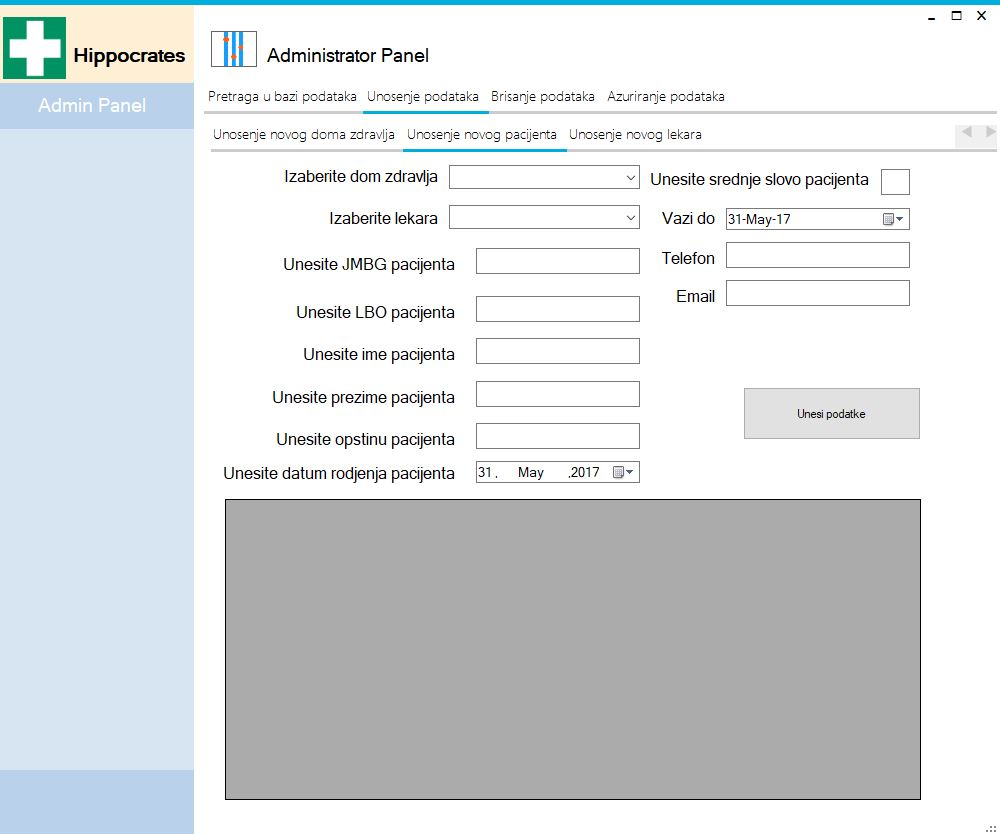 Hippocrates
Administrator Panel
Admin Panel
Pretraga u bazi podataka Unosenje podataka Brisanje podataka Azuriranje podataka
Unosenje novog doma zdravlja Unosenje novog pacijenta Unosenje novog lekara
Izaberite dom zdravlja
Unesite srednje slovo pacijenta
Izaberite lekara
Vazi do 31-May-17
Unesite JMBG pacijenta
Telefon
Email
Unesite LBO pacijenta
Unesite ime pacijenta
Unesite prezime pacijenta
Unesi podatke
Unesite opstinu pacijenta
Unesite datum rodjenja pacijenta 31. May .2017